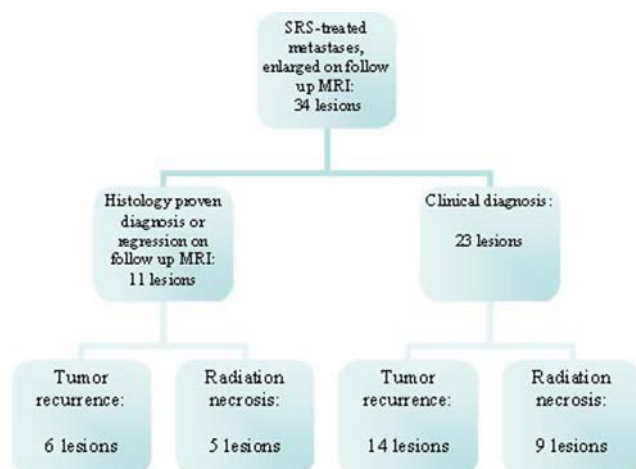 SRS-treated
metastases,
enlarged on follow
up MRI:
34 lesions
Histology proven
diagnosis or
regression on
follow up MRI:
11 lesions
Clinical diagnosis:
23 lesions
Tumor
recurrence:
6 lesions
Radiation
necrosis:
5 lesions
Tumor
recurrence:
14 lesions
Radiation
necrosis:
9 lesions